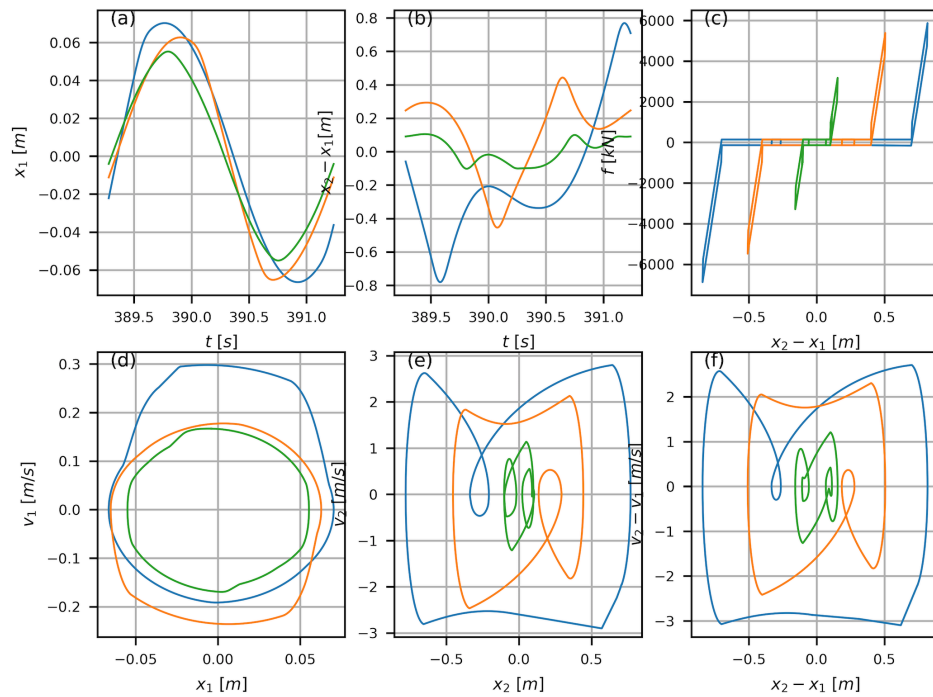 (a) (b) (c)
0.06
0.04
0.02
0.00
−0.02
−0.04
−0.06
x₁ [m]
389.5 390.0 390.5 391.0
t [s]
0.8
0.6
0.4
0.2
0.0
−0.2
−0.4
−0.6
−0.8
x₂ − x₁[m]
389.5 390.0 390.5 391.0
t [s]
6000
4000
2000
0
−2000
−4000
−6000
f [kN]
−0.5 0.0 0.5
x₂ − x₁ [m]
(d) (e) (f)
0.3
0.2
0.1
0.0
−0.1
−0.2
v₁ [m/s]
−0.05 0.00 0.05
x₁ [m]
3
2
1
0
−1
−2
−3
v₂ [m/s]
−0.5 0.0 0.5
x₂ [m]
3
2
1
0
−1
−2
−3
v₂ − v₁ [m/s]
−0.5 0.0 0.5
x₂ − x₁ [m]